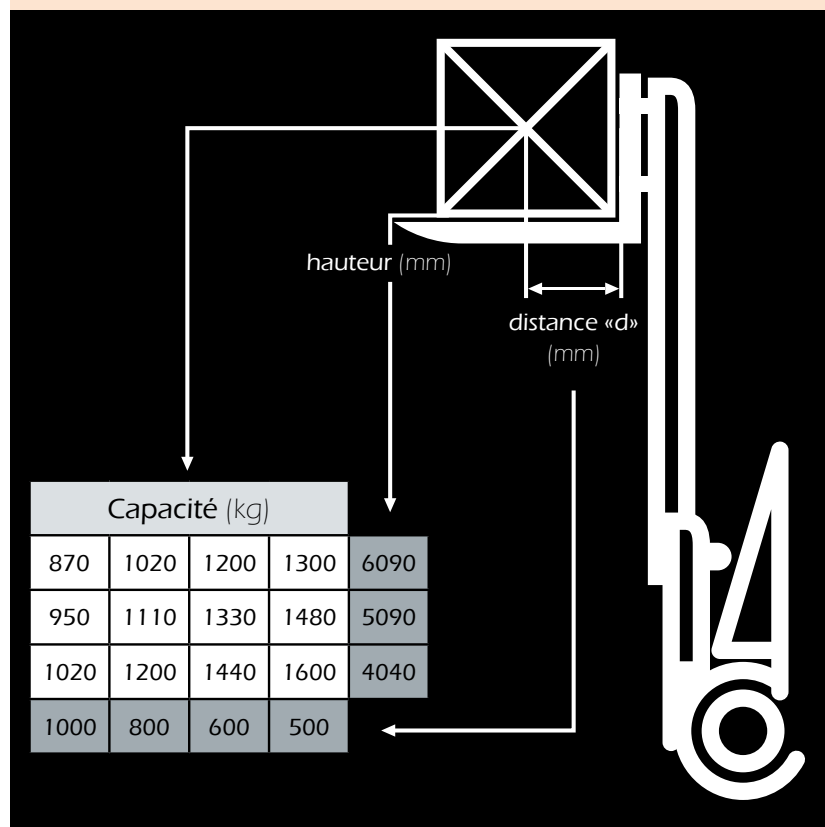 hauteur (mm)
distance «d»
(mm)
Capacité (kg)
870 1020 1200 1300 6090
950 1110 1330 1480 5090
1020 1200 1440 1600 4040
1000 800 600 500